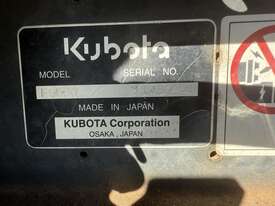 Kubota
MODEL SERIAL NO.
MADE IN JAPAN
KUBOTA Corporation
OSAKA, JAPAN